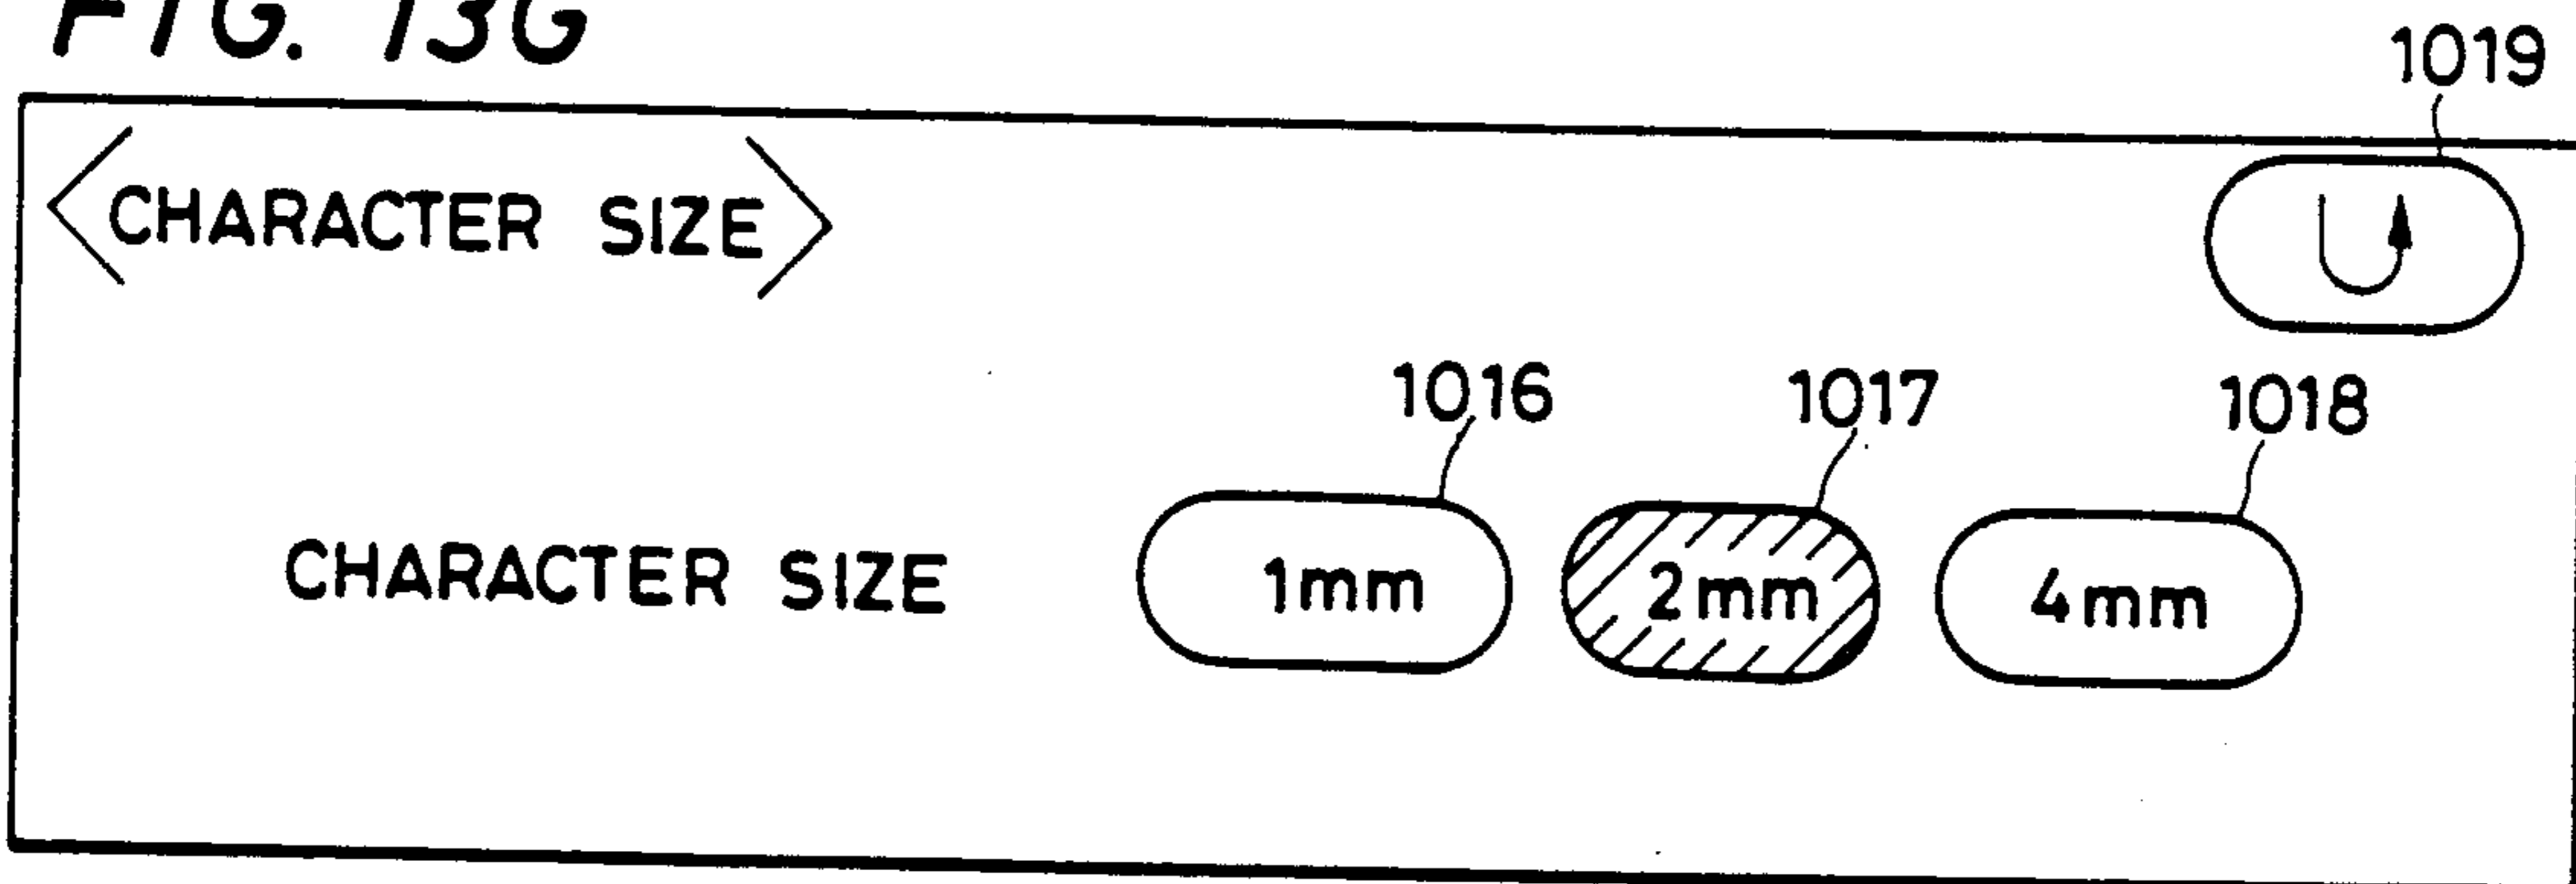 FIG. 13G
1019
<CHARACTER SIZE>
1016 1017 1018
CHARACTER SIZE 1mm 2mm 4mm